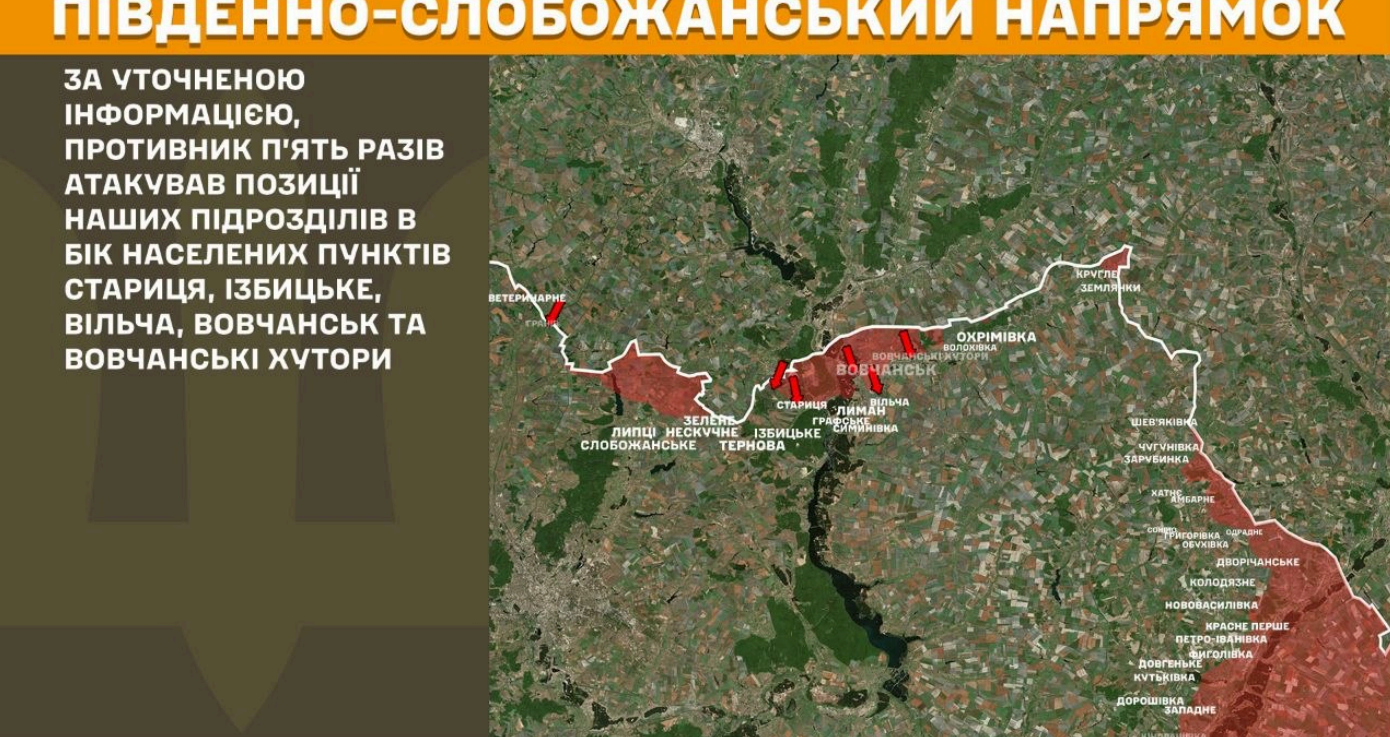 ПІВДЕННО-СЛОБОЖАНСЬКИЙ НАПРЯМОК
ЗА УТОЧНЕНОЮ
ІНФОРМАЦІЄЮ,
ПРОТИВНИК П'ЯТЬ РАЗІВ
АТАКУВАВ ПОЗИЦІЇ
НАШИХ ПІДРОЗДІЛІВ В
БІК НАСЕЛЕНИХ ПУНКТІВ
СТАРИЦЯ, ІЗБИЦЬКЕ,
ВІЛЬЧА, ВОВЧАНСЬК ТА
ВОВЧАНСЬКІ ХУТОРИ
КРУГЛЕ
ЗЕМЛЯНКИ
ВЕТЕРИНАРНЕ
ОХРІМІВКА
ВОЛОХІВКА
ВОВЧАНСЬКІ ХУТОРИ
ВОВЧАНСЬК
СТАРИЦЯ
ВІЛЬЧА
ЛИМАН
ГРАФСЬКЕ
СИМИНІВКА
ЗЕЛЕНЕ
ЛИПЦІ НЕСКУЧНЕ ІЗБИЦЬКЕ
СЛОБОЖАНСЬКЕ ТЕРНОВА
ШЕВ'ЯКІВКА
ЧУГУНІВКА
ЗАРУБИНКА
ХАТНЄ
АМБАРНЕ
ГРИГОРІВКА
ОДРАДНЕ
ОБУХІВКА
ДВОРІЧАНСЬКЕ
КОЛОДЯЗНЕ
НОВОВАСИЛІВКА
КРАСНЕ ПЕРШЕ
ПЕТРО-ІВАНІВКА
ФИГОЛІВКА
ДОВГЕНЬКЕ
КУТЬКІВКА
ДОРОШІВКА
ЗАПАДНЕ